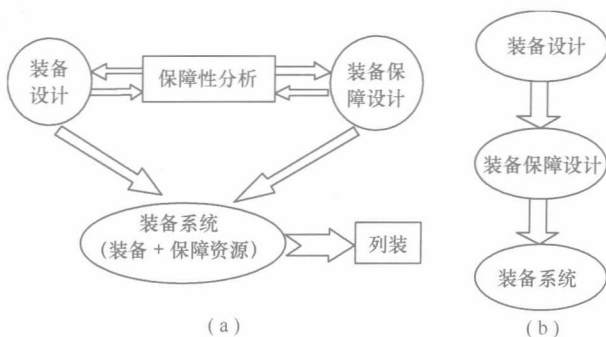 装备
设计
保障性分析
装备保
障设计
装备系统
(装备 + 保障资源)
列装
(a)
装备设计
装备保障设计
装备系统
(b)